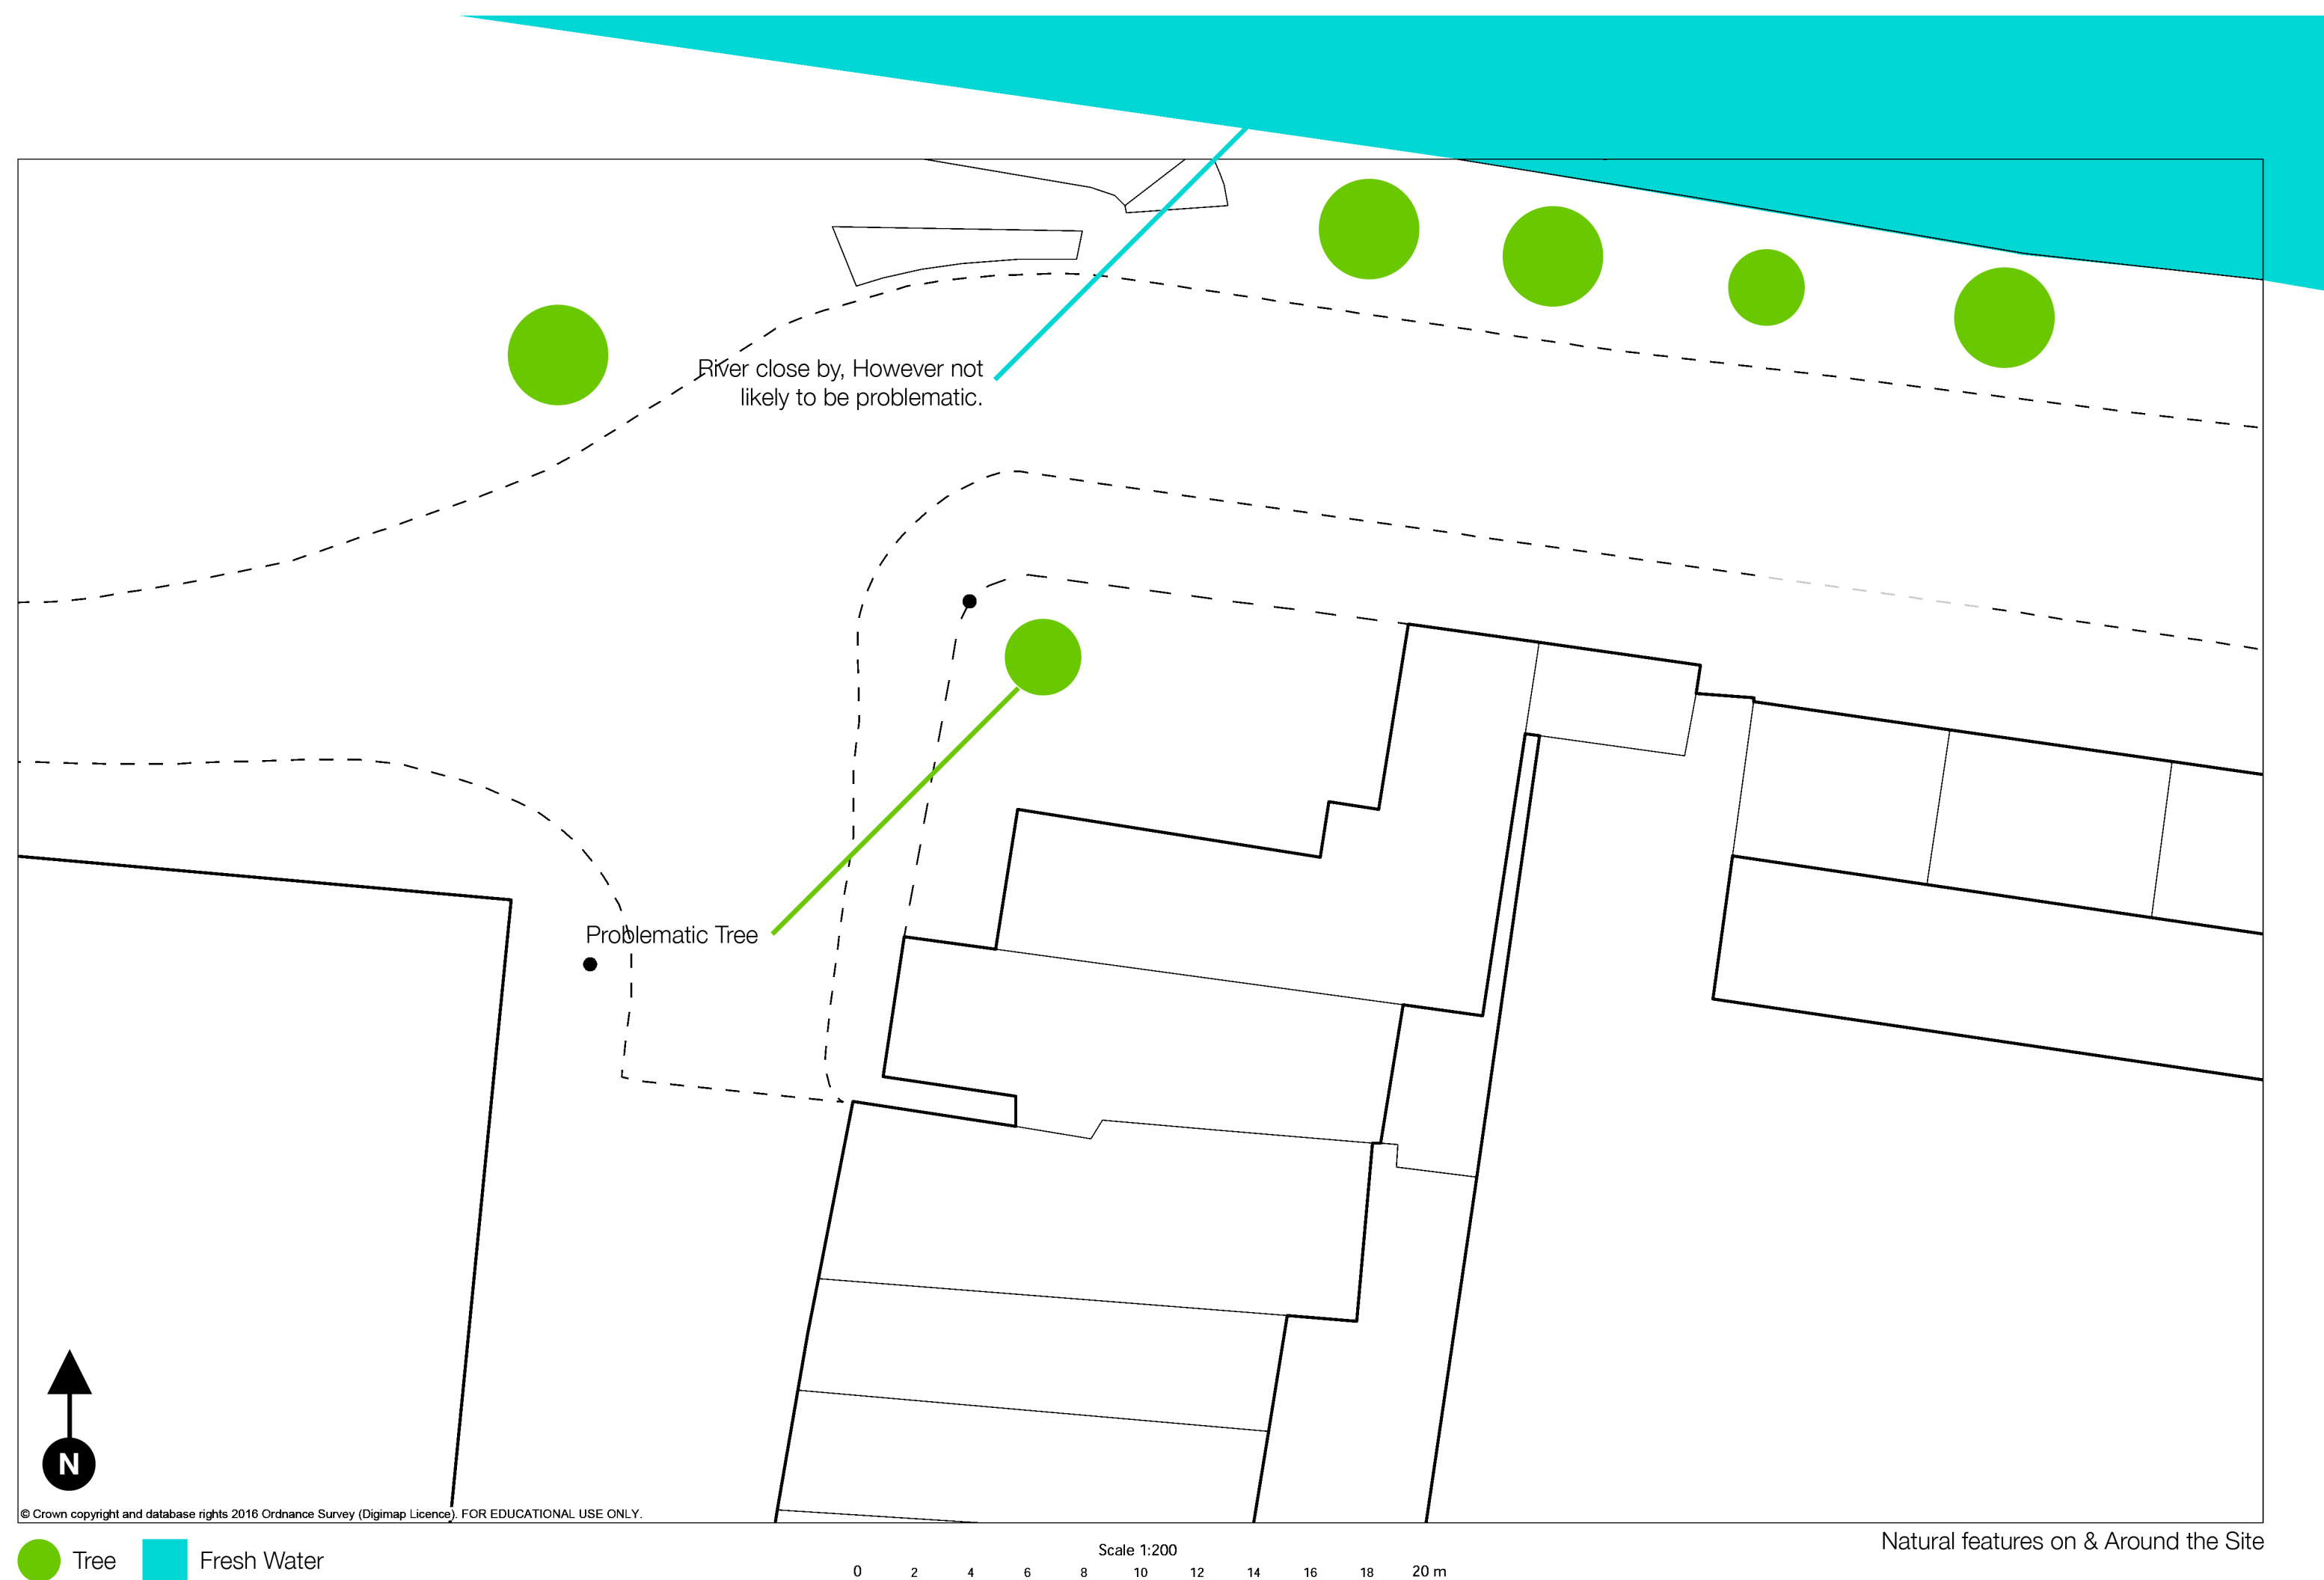 River close by, However not
likely to be problematic.
Problematic Tree
N
© Crown copyright and database rights 2016 Ordnance Survey (Digimap Licence). FOR EDUCATIONAL USE ONLY.
Natural features on & Around the Site
Tree
Fresh Water
Scale 1:200
0 2 4 6 8 10 12 14 16 18 20 m